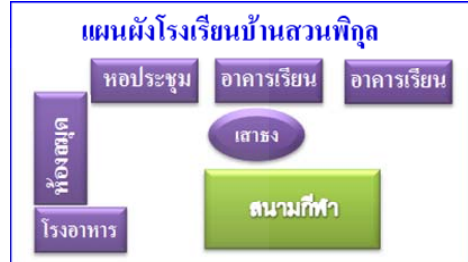 แผนผังโรงเรียนบ้านสวนพิกุล
หอประชุม อาคารเรียน อาคารเรียน
ห้องสมุด
เสาธง
สนามกีฬา
โรงอาหาร